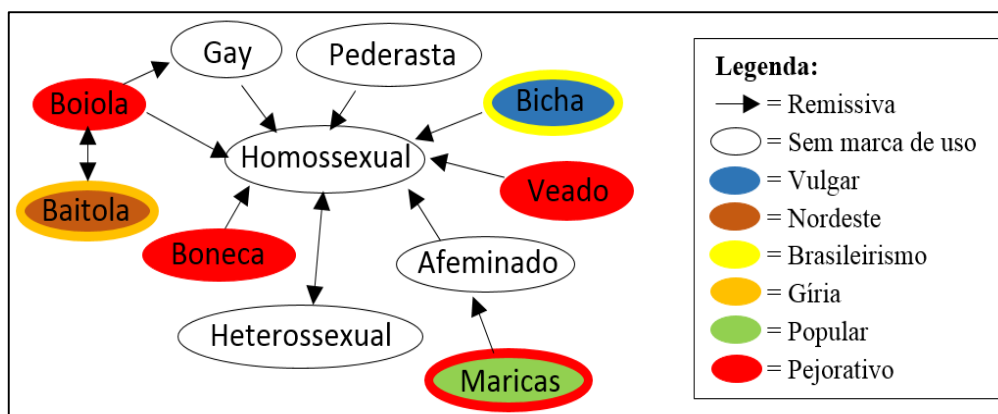 Gay
Pederasta
Boiola
Bicha
Homossexual
Veado
Baitola
Boneca
Afeminado
Heterossexual
Maricas
Legenda:
= Remissiva
= Sem marca de uso
= Vulgar
= Nordeste
= Brasileirismo
= Gíria
= Popular
= Pejorativo